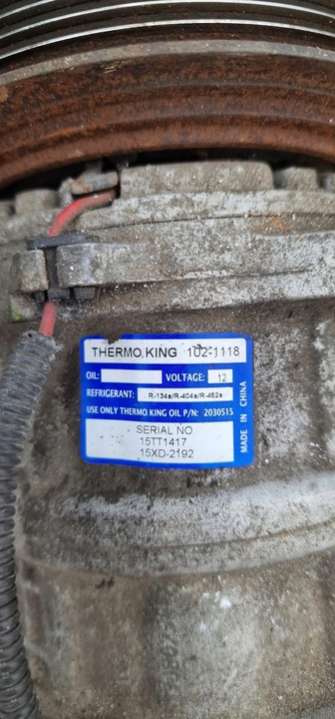 THERMO KING 102-1118
OIL: VOLTAGE: 12
REFRIGERANT: R-134a/R-404a/R-452a
USE ONLY THERMO KING OIL P/N: 2030515
SERIAL NO
15TT1417
15XD-2192
MADE IN CHINA